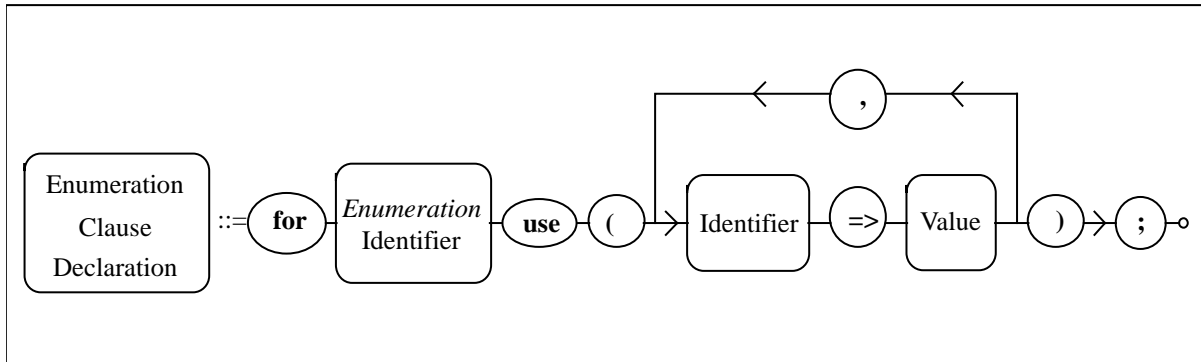 ,
Enumeration
Clause
Declaration
::= for Enumeration Identifier use ( Identifier => Value ) ;